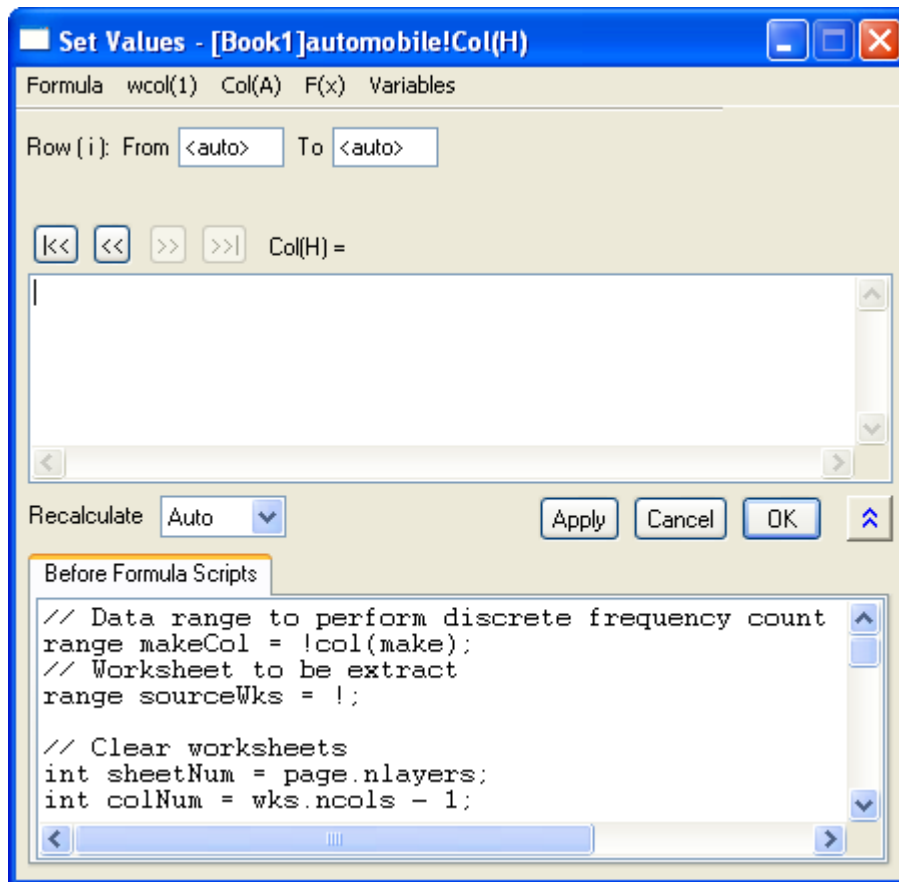 Set Values - [Book1]automobile!Col(H)
Formula wcol(1) Col(A) F(x) Variables
Row (i): From <auto> To <auto>
|<< << >> >>| Col(H) =
Recalculate Auto Apply Cancel OK
Before Formula Scripts
// Data range to perform discrete frequency count
range makeCol = !col(make);
// Worksheet to be extract
range sourceWks = !;
// Clear worksheets
int sheetNum = page.nlayers;
int colNum = wks.ncols - 1;